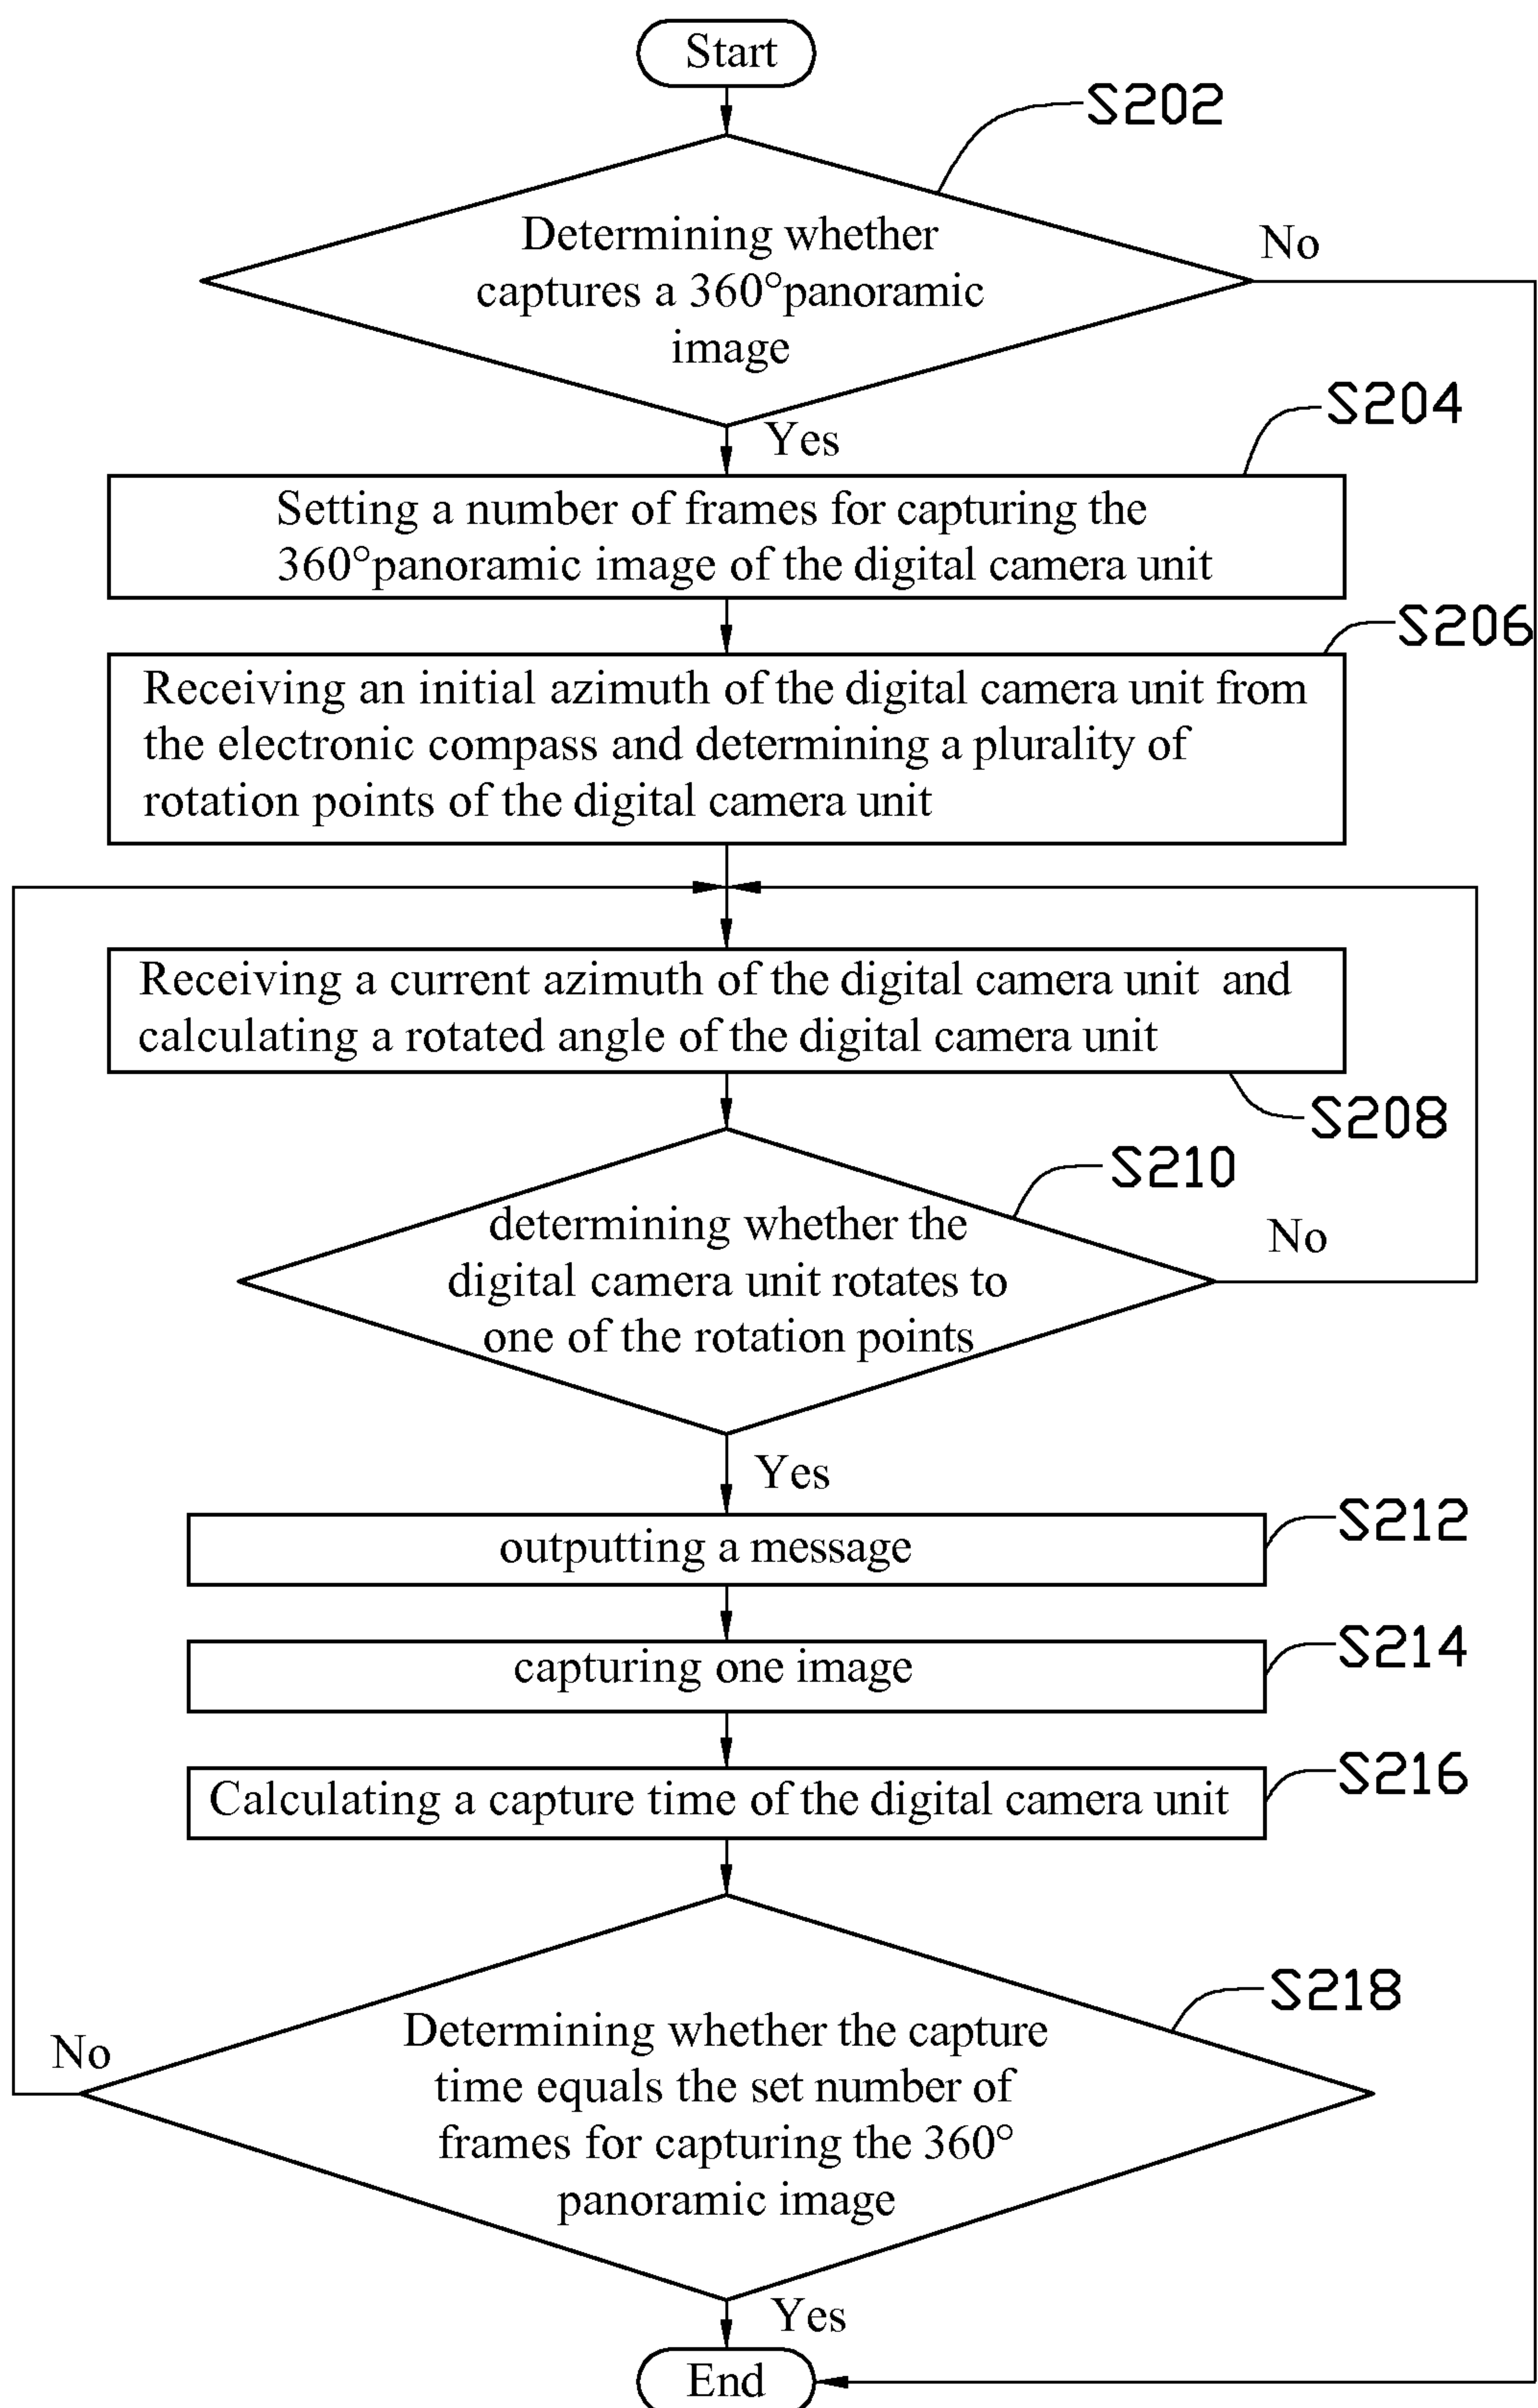 Start
S202
Determining whether
captures a 360°panoramic
image
No
Yes
S204
Setting a number of frames for capturing the
360°panoramic image of the digital camera unit
S206
Receiving an initial azimuth of the digital camera unit from
the electronic compass and determining a plurality of
rotation points of the digital camera unit
Receiving a current azimuth of the digital camera unit and
calculating a rotated angle of the digital camera unit
S208
S210
determining whether the
digital camera unit rotates to
one of the rotation points
No
Yes
outputting a message
S212
capturing one image
S214
Calculating a capture time of the digital camera unit
S216
S218
Determining whether the capture
time equals the set number of
frames for capturing the 360°
panoramic image
No
Yes
End